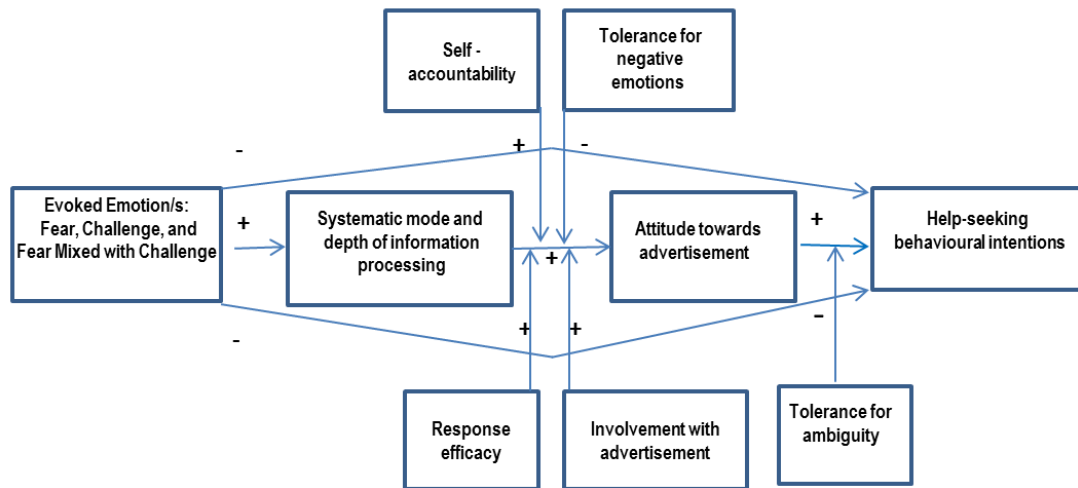 Self -
accountability
Tolerance for
negative
emotions
-
+
-
Evoked Emotion/s:
Fear, Challenge, and
Fear Mixed with Challenge
+
Systematic mode and
depth of information
processing
+
Attitude towards
advertisement
+
Help-seeking
behavioural intentions
-
+
+
–
Response
efficacy
Involvement with
advertisement
Tolerance for
ambiguity